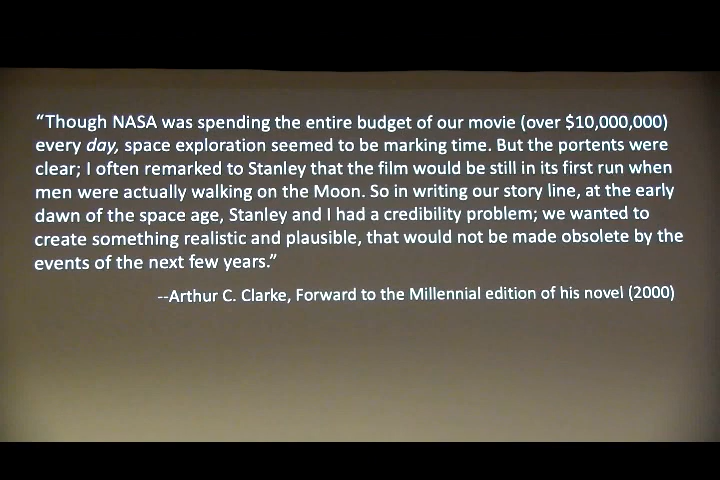 “Though NASA was spending the entire budget of our movie (over $10,000,000)
every day, space exploration seemed to be marking time. But the portents were
clear; I often remarked to Stanley that the film would be still in its first run when
men were actually walking on the Moon. So in writing our story line, at the early
dawn of the space age, Stanley and I had a credibility problem; we wanted to
create something realistic and plausible, that would not be made obsolete by the
events of the next few years.”
--Arthur C. Clarke, Forward to the Millennial edition of his novel (2000)